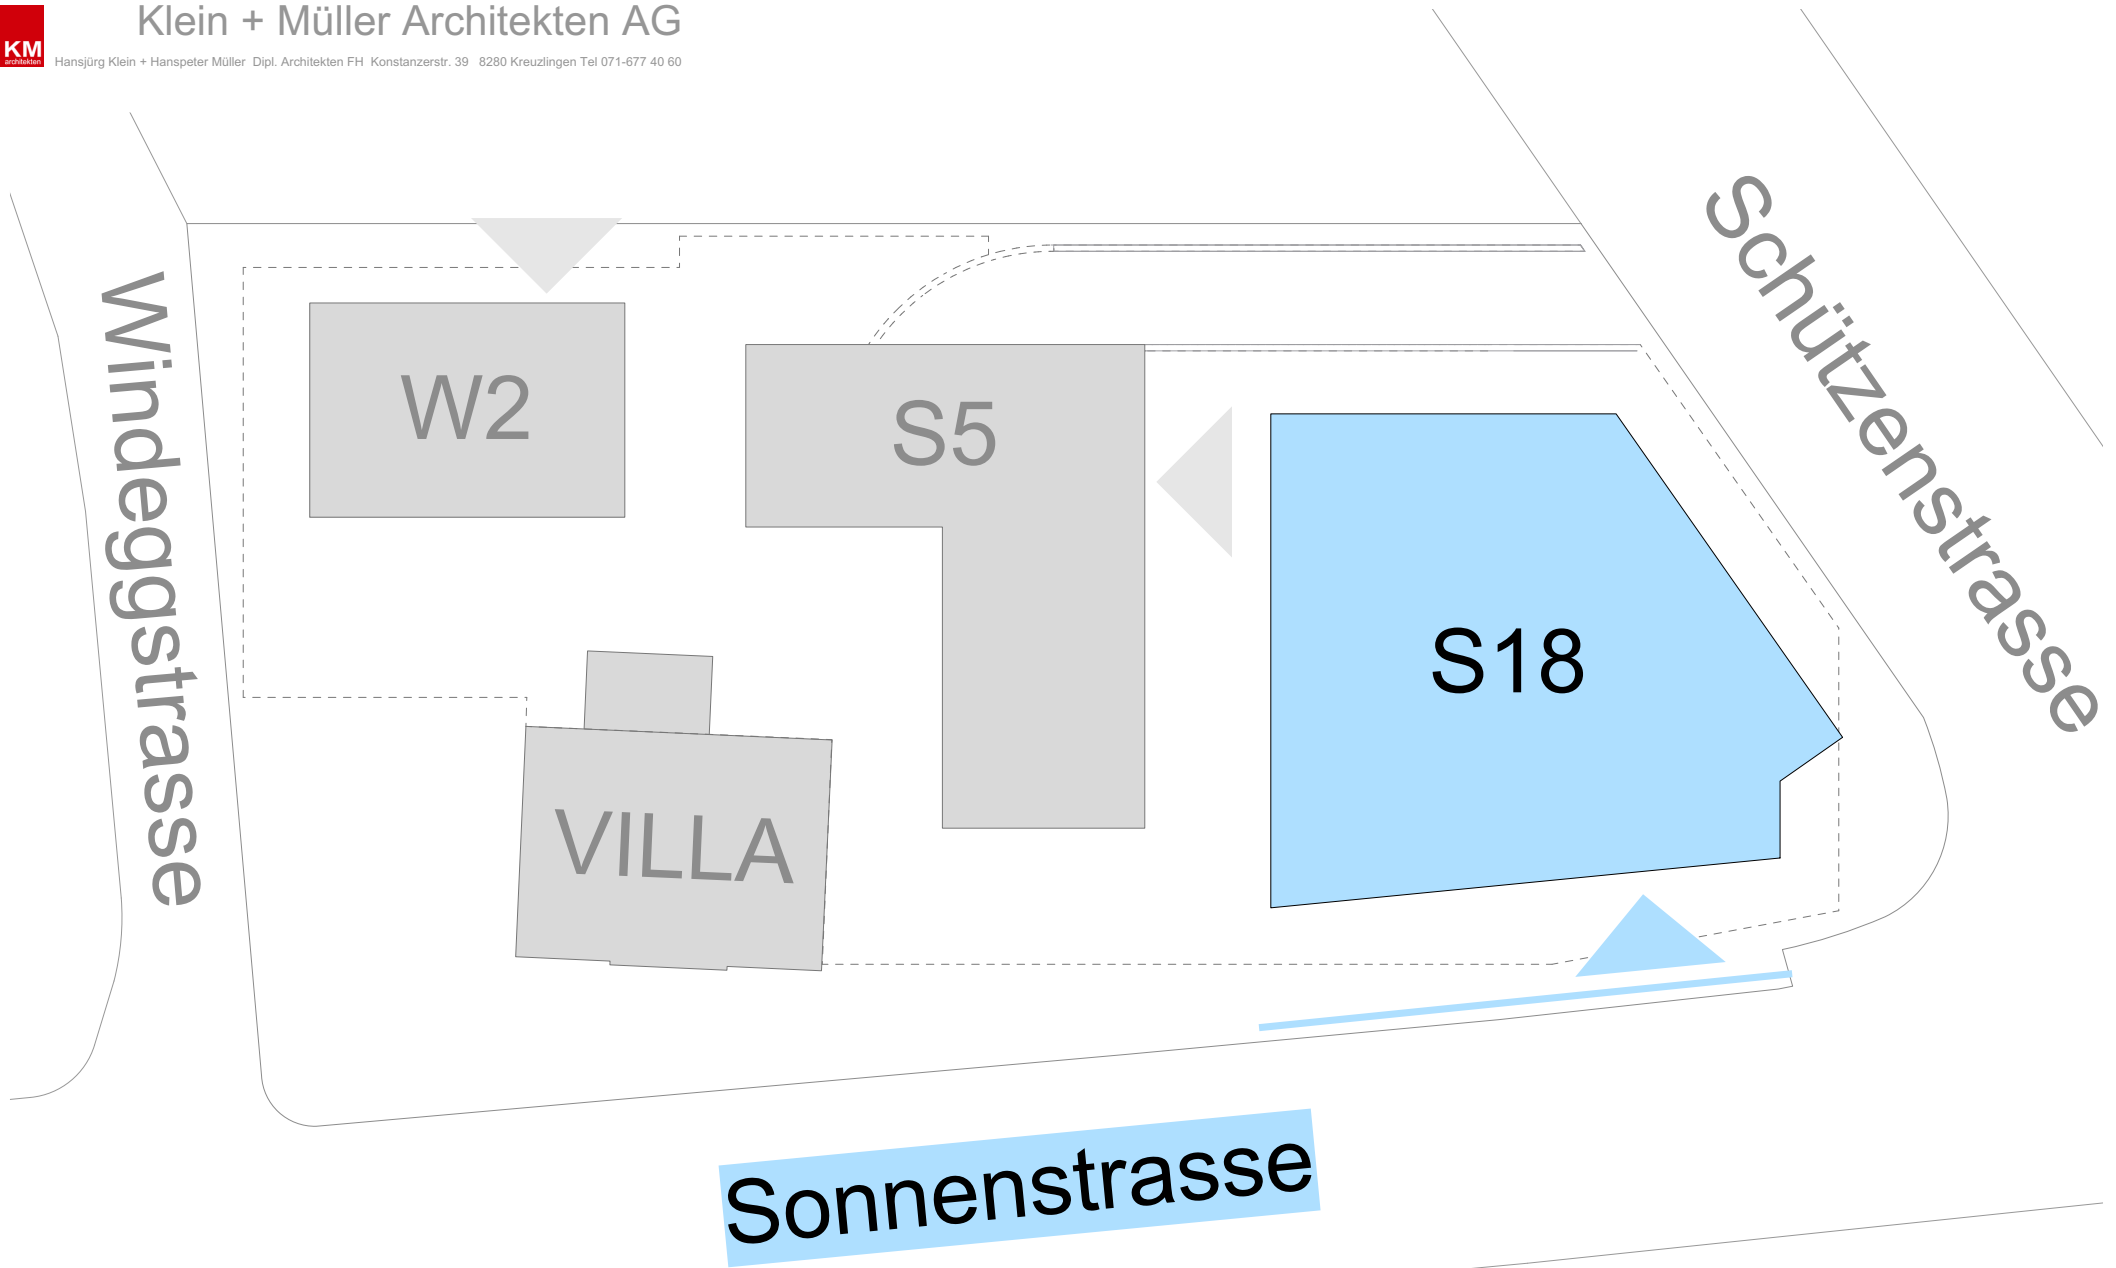 Klein + Müller Architekten AG
KM
architekten
Hansjürg Klein + Hanspeter Müller Dipl. Architekten FH Konstanzerstr. 39 8280 Kreuzlingen Tel 071-677 40 60
Windeggstrasse
W2
S5
Schützenstrasse
S18
VILLA
Sonnenstrasse